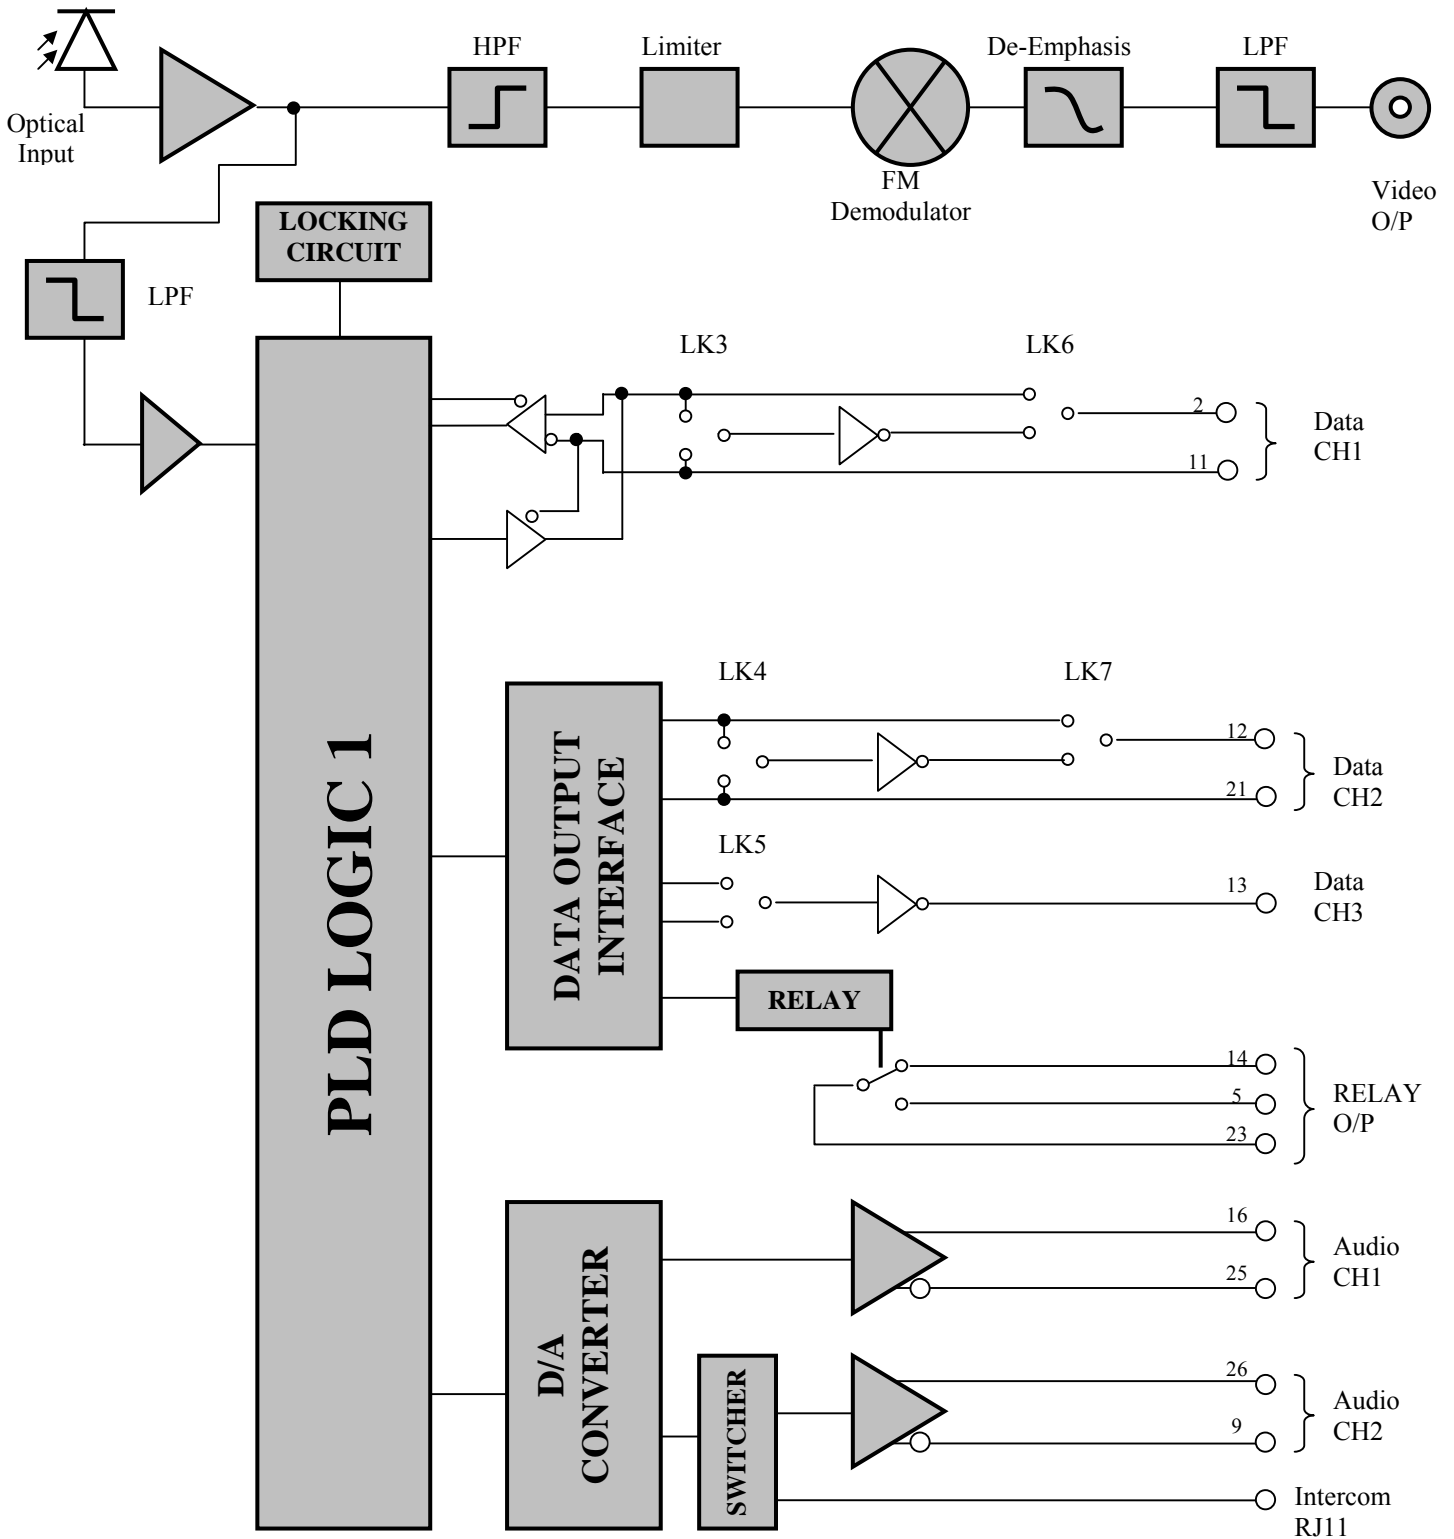 HPF
Limiter
De-Emphasis
LPF
Optical
Input
FM
Demodulator
Video
O/P
LOCKING
CIRCUIT
LPF
LK3
LK6
2
Data
CH1
11
PLD LOGIC 1
LK4
LK7
DATA OUTPUT
INTERFACE
12
Data
CH2
21
LK5
13
Data
CH3
RELAY
14
5
RELAY
O/P
23
D/A
CONVERTER
16
Audio
CH1
25
SWITCHER
26
Audio
CH2
9
Intercom
RJ11